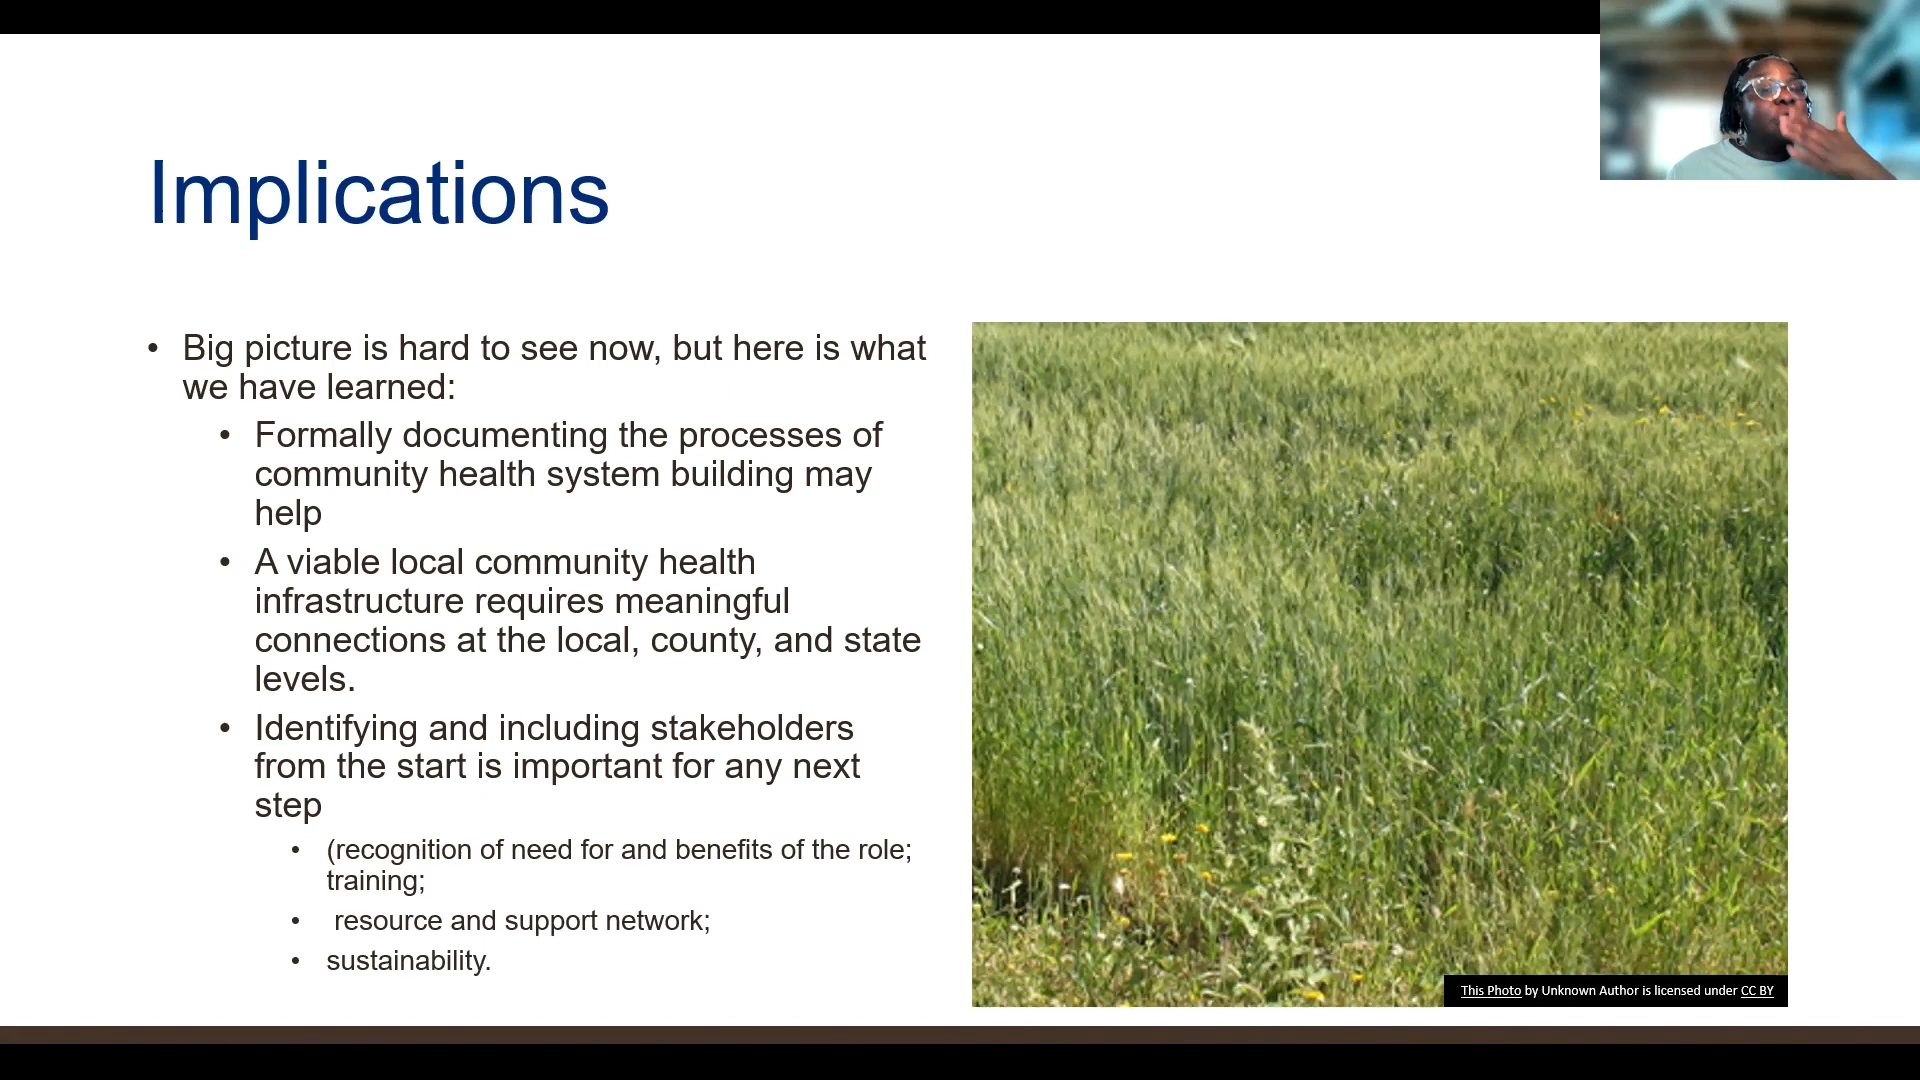 Implications
• Big picture is hard to see now, but here is what
we have learned:
• Formally documenting the processes of
community health system building may
help
• A viable local community health
infrastructure requires meaningful
connections at the local, county, and state
levels.
• Identifying and including stakeholders
from the start is important for any next
step
• (recognition of need for and benefits of the role;
training;
• resource and support network;
• sustainability.
This Photo by Unknown Author is licensed under CC BY